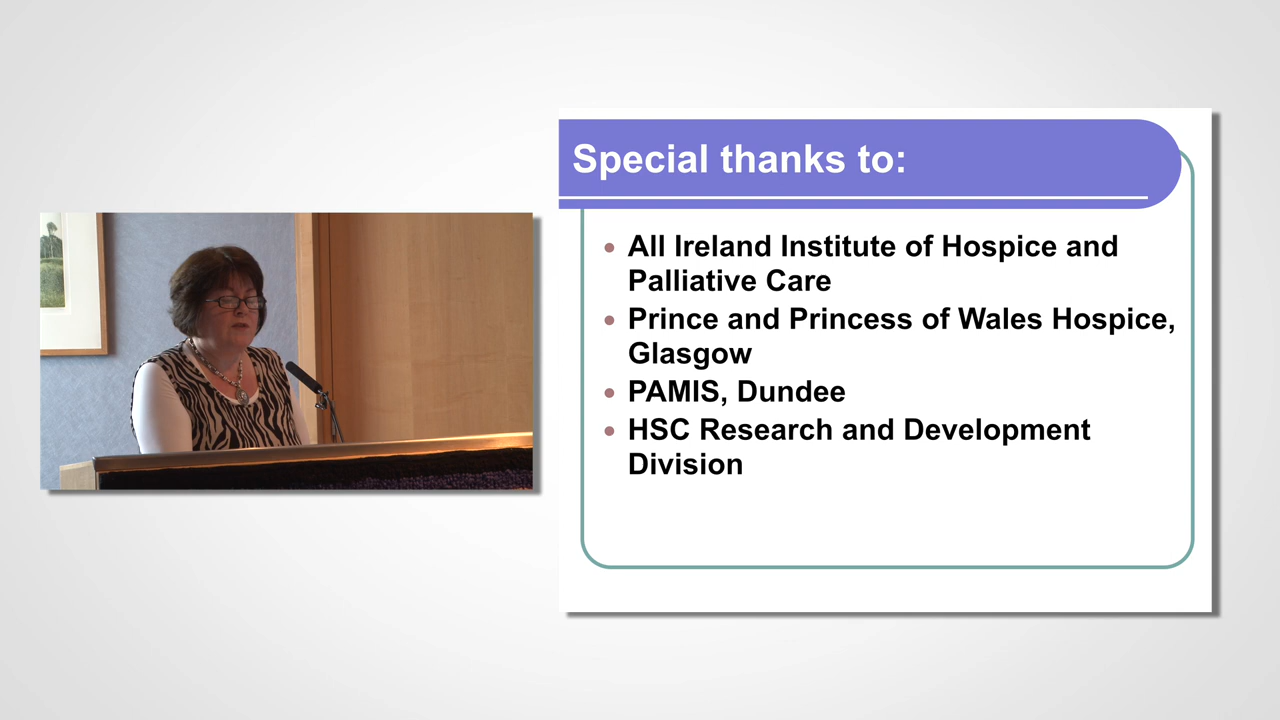 Special thanks to:
All Ireland Institute of Hospice and
Palliative Care
Prince and Princess of Wales Hospice,
Glasgow
PAMIS, Dundee
HSC Research and Development
Division